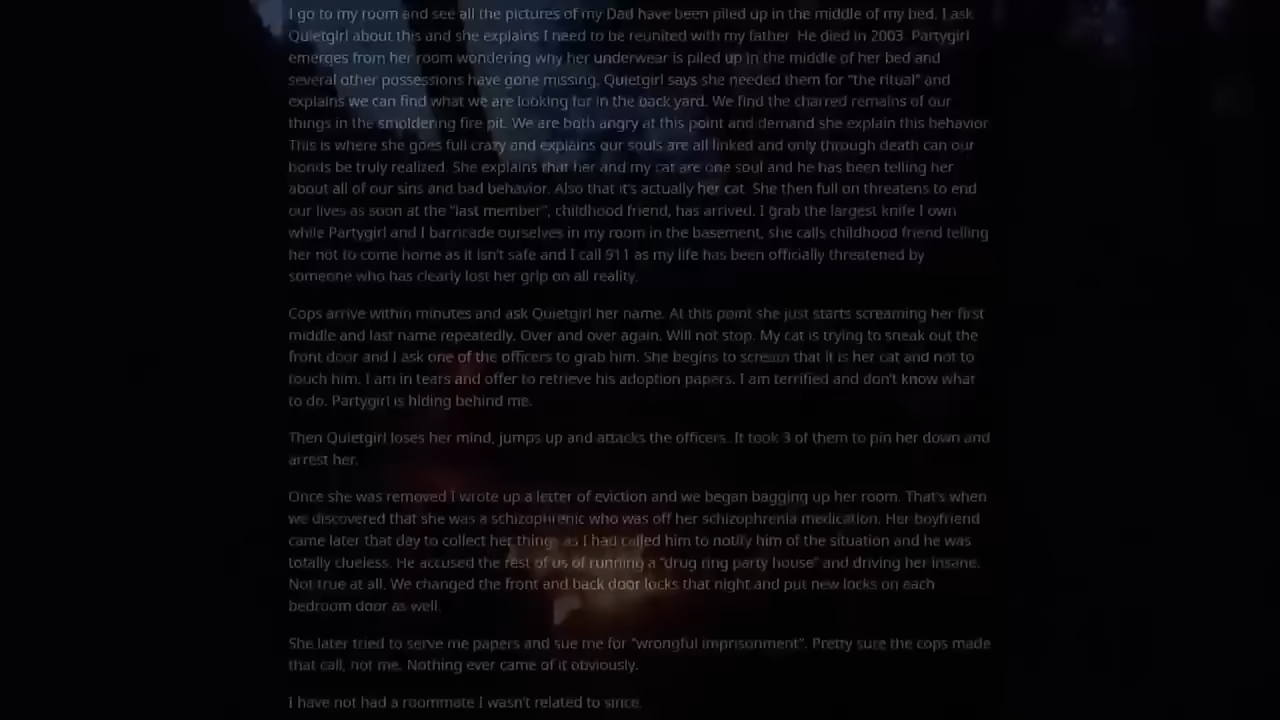 I go to my room and see all the pictures of my Dad have been piled up in the middle of my bed. I ask
Quietgirl about this and she explains I need to be reunited with my father. He died in 2003. Partygirl
emerges from her room wondering why her underwear is piled up in the middle of her bed and
several other possessions have gone missing. Quietgirl says she needed them for "the ritual" and
explains we can find what we are looking for in the back yard. We find the charred remains of our
things in the smoldering fire pit. We are both angry at this point and demand she explain this behavior
This is where she goes full crazy and explains our souls are all linked and only through death can our
bonds be truly realized. She explains that her and my cat are one soul and he has been telling her
about all of our sins and bad behavior. Also that it's actually her cat. She then full on threatens to end
our lives as soon at the "last member", childhood friend, has arrived. I grab the largest knife I own
while Partygirl and I barricade ourselves in my room in the basement, she calls childhood friend telling
her not to come home as it isn't safe and I call 911 as my life has been officially threatened by
someone who has clearly lost her grip on all reality.
Cops arrive within minutes and ask Quietgirl her name. At this point she just starts screaming her first
middle and last name repeatedly. Over and over again. Will not stop. My cat is trying to sneak out the
front door and I ask one of the officers to grab him. She begins to scream that it is her cat and not to
touch him. I am in tears and offer to retrieve his adoption papers. I am terrified and don't know what
to do. Partygirl is hiding behind me.
Then Quietgirl loses her mind, jumps up and attacks the officers. It took 3 of them to pin her down and
arrest her.
Once she was removed I wrote up a letter of eviction and we began bagging up her room. That's when
we discovered that she was a schizophrenic who was off her schizophrenia medication. Her boyfriend
came later that day to collect her things as I had called him to notify him of the situation and he was
totally clueless. He accused the rest of us of running a "drug ring party house" and driving her insane.
Not true at all. We changed the front and back door locks that night and put new locks on each
bedroom door as well.
She later tried to serve me papers and sue me for "wrongful imprisonment". Pretty sure the cops made
that call, not me. Nothing ever came of it obviously.
I have not had a roommate I wasn't related to since.